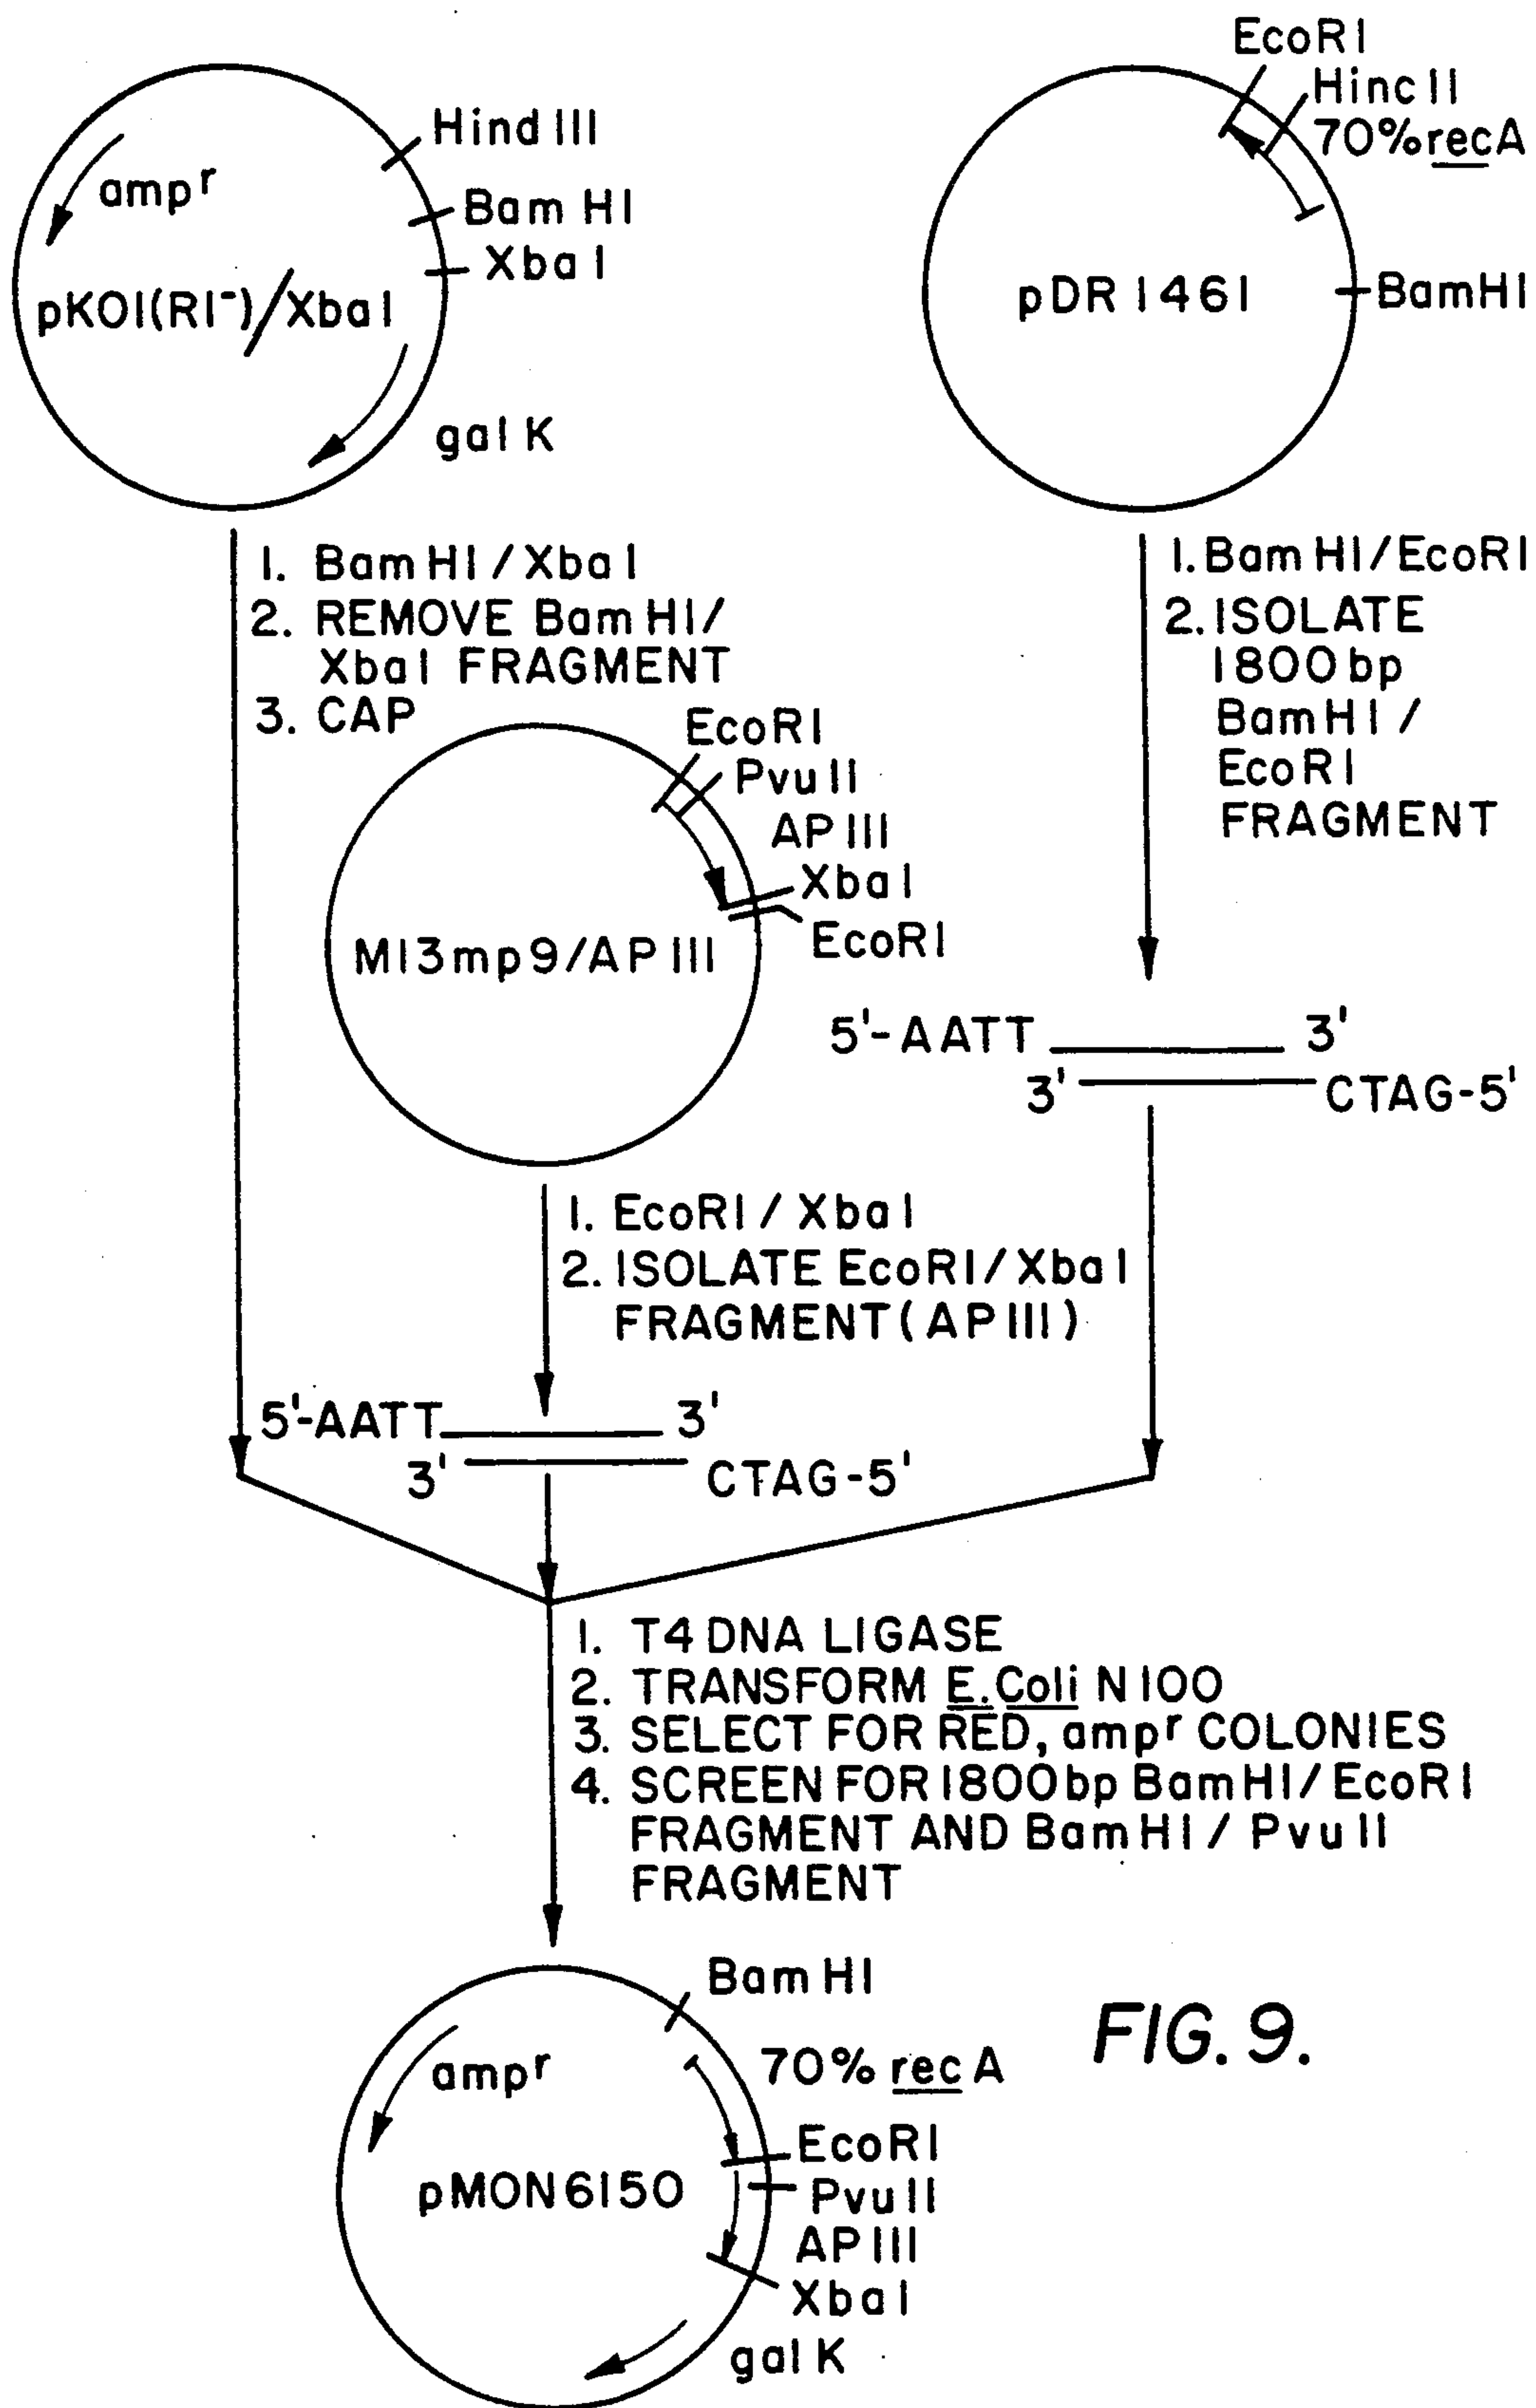 EcoRI
Hinc II
70% recA
Hind III
Bam HI
Xba I
amp r
pKO1(RI-)/XbaI
gal K
pDR 1461
BamHI
1. Bam HI / Xba I
2. REMOVE Bam HI /
Xba I FRAGMENT
3. CAP
1. Bam HI/EcoRI
2. ISOLATE
1800 bp
Bam HI /
EcoRI
FRAGMENT
EcoRI
Pvu II
AP III
Xba I
EcoRI
M13mp9/AP III
5'-AATT 3'
3' CTAG-5'
1. EcoRI / Xba I
2. ISOLATE EcoRI/Xba I
FRAGMENT (AP III)
5'-AATT 3'
3' CTAG-5'
1. T4 DNA LIGASE
2. TRANSFORM E. Coli N100
3. SELECT FOR RED, amp r COLONIES
4. SCREEN FOR 1800 bp Bam HI/EcoRI
FRAGMENT AND Bam HI / Pvu II
FRAGMENT
Bam HI
70% rec A
amp r
EcoRI
pMON6150
Pvu II
AP III
Xba I
gal K
FIG. 9.